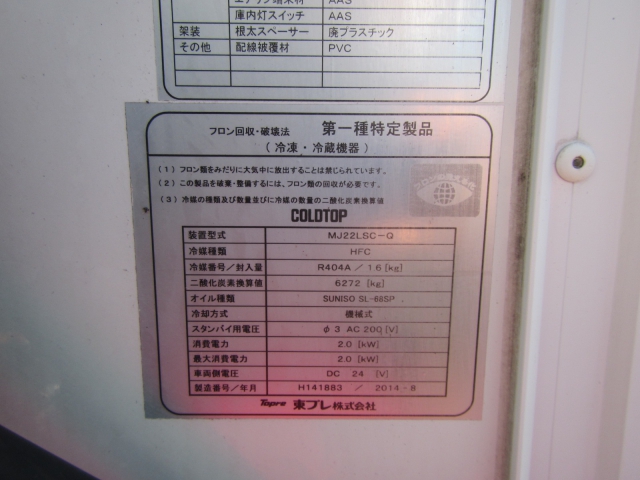 庫内灯スイッチ AAS
架装 根太スペーサー 廃プラスチック
その他 配線被覆材 PVC
フロン回収・破壊法 第一種特定製品
(冷凍・冷蔵機器)
(1)フロン類をみだりに大気中に放出することは禁じられています。
(2)この製品を破棄・整備するには、フロン類の回収が必要です。
(3)冷媒の種類及び数量並びに冷媒の数量の二酸化炭素換算値
COLDTOP
装置型式 MJ22LSC-Q
冷媒種類 HFC
冷媒番号/封入量 R404A / 1.6 [kg]
二酸化炭素換算値 6272 [kg]
オイル種類 SUNISO SL-68SP
冷却方式 機械式
スタンバイ用電圧 φ3 AC 200 [V]
消費電力 2.0 [kW]
最大消費電力 2.0 [kW]
車両側電圧 DC 24 [V]
製造番号/年月 H141883 / 2014-8
Topre 東プレ株式会社